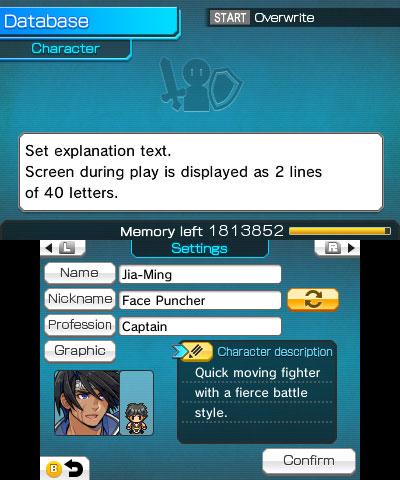 Database
START Overwrite
Character
Set explanation text.
Screen during play is displayed as 2 lines
of 40 letters.
Memory left 1813852
L Settings R
Name Jia-Ming
Nickname Face Puncher
Profession Captain
Graphic
Character description
Quick moving fighter
with a fierce battle
style.
B
Confirm